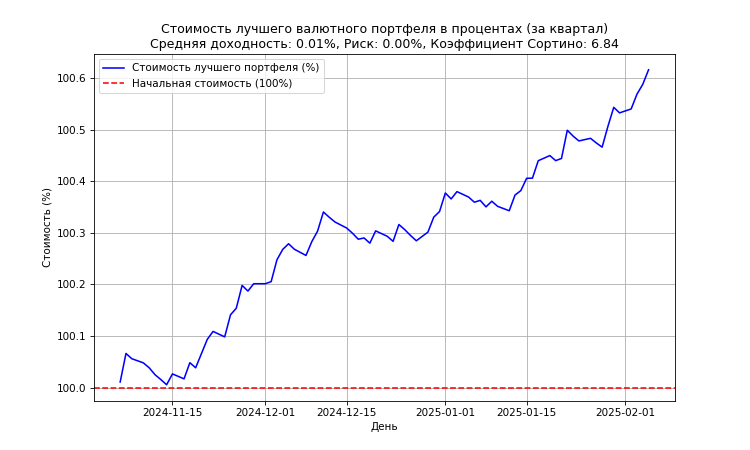 Стоимость лучшего валютного портфеля в процентах (за квартал)
Средняя доходность: 0.01%, Риск: 0.00%, Коэффициент Сортино: 6.84
Стоимость лучшего портфеля (%)
Начальная стоимость (100%)
Стоимость (%)
100.6
100.5
100.4
100.3
100.2
100.1
100.0
2024-11-15
2024-12-01
2024-12-15
2025-01-01
2025-01-15
2025-02-01
День